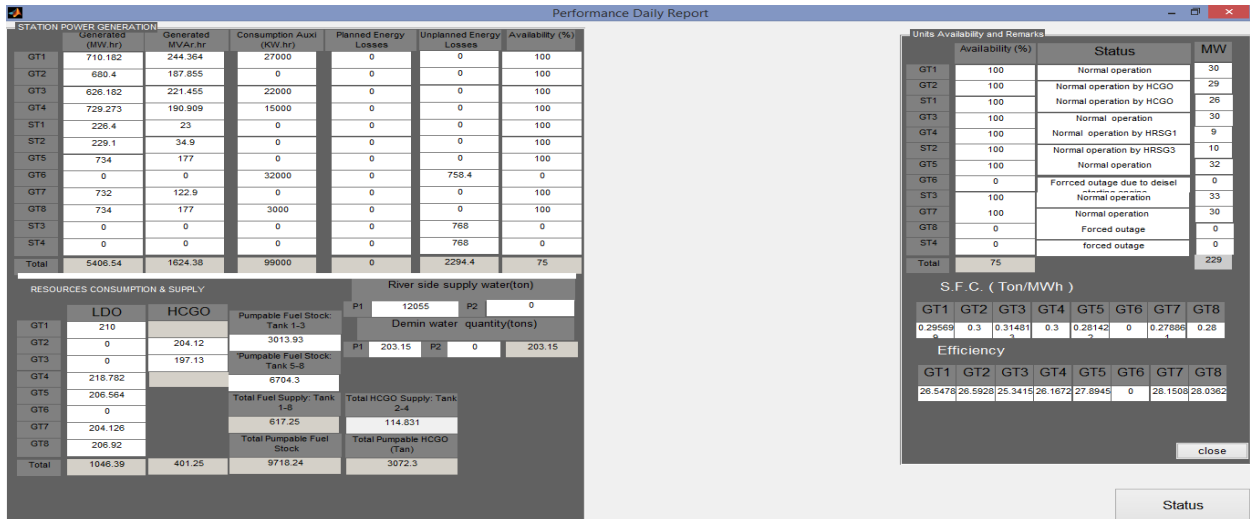 Performance Daily Report
STATION POWER GENERATION
Generated (MW.hr) Generated MVAr.hr Consumption Auxi (KW.hr) Planned Energy Losses Unplanned Energy Losses Availability (%)
GT1 710.182 244.364 27000 0 0 100
GT2 680.4 187.855 0 0 0 100
GT3 626.182 221.455 22000 0 0 100
GT4 729.273 190.909 15000 0 0 100
ST1 226.4 23 0 0 0 100
ST2 229.1 34.9 0 0 0 100
GT5 734 177 0 0 0 100
GT6 0 0 32000 0 758.4 0
GT7 732 122.9 0 0 0 100
GT8 734 177 3000 0 0 100
ST3 0 0 0 0 768 0
ST4 0 0 0 0 768 0
Total 5406.54 1624.38 99000 0 2294.4 75
RESOURCES CONSUMPTION & SUPPLY
LDO HCGO
GT1 210
GT2 0 204.12
GT3 0 197.13
GT4 218.782
GT5 206.564
GT6 0
GT7 204.126
GT8 206.92
Total 1046.39 401.25
Pumpable Fuel Stock: Tank 1-3
3013.93
'Pumpable Fuel Stock: Tank 5-8
6704.3
Total Fuel Supply: Tank 1-8
617.25
Total Pumpable Fuel Stock
9718.24
River side supply water(ton)
P1 12055 P2 0
Demin water quantity(tons)
P1 203.15 P2 0 203.15
Total HCGO Supply: Tank 2-4
114.831
Total Pumpable HCGO (Tan)
3072.3
Units Availability and Remarks
Availability (%) Status MW
GT1 100 Normal operation 30
GT2 100 Normal operation by HCGO 29
ST1 100 Normal operation by HCGO 26
GT3 100 Normal operation 30
GT4 100 Normal operation by HRSG1 9
ST2 100 Normal operation by HRSG3 10
GT5 100 Normal operation 32
GT6 0 Forrced outage due to deisel 0
ST3 100 Normal operation 33
GT7 100 Normal operation 30
GT8 0 Forced outage 0
ST4 0 forced outage 0
Total 75 229
S.F.C. ( Ton/MWh )
GT1 GT2 GT3 GT4 GT5 GT6 GT7 GT8
0.29569 0.3 0.31481 0.3 0.28142 0 0.27886 0.28
Efficiency
GT1 GT2 GT3 GT4 GT5 GT6 GT7 GT8
26.5478 26.5928 25.3415 26.1672 27.8945 0 28.1508 28.0362
close
Status